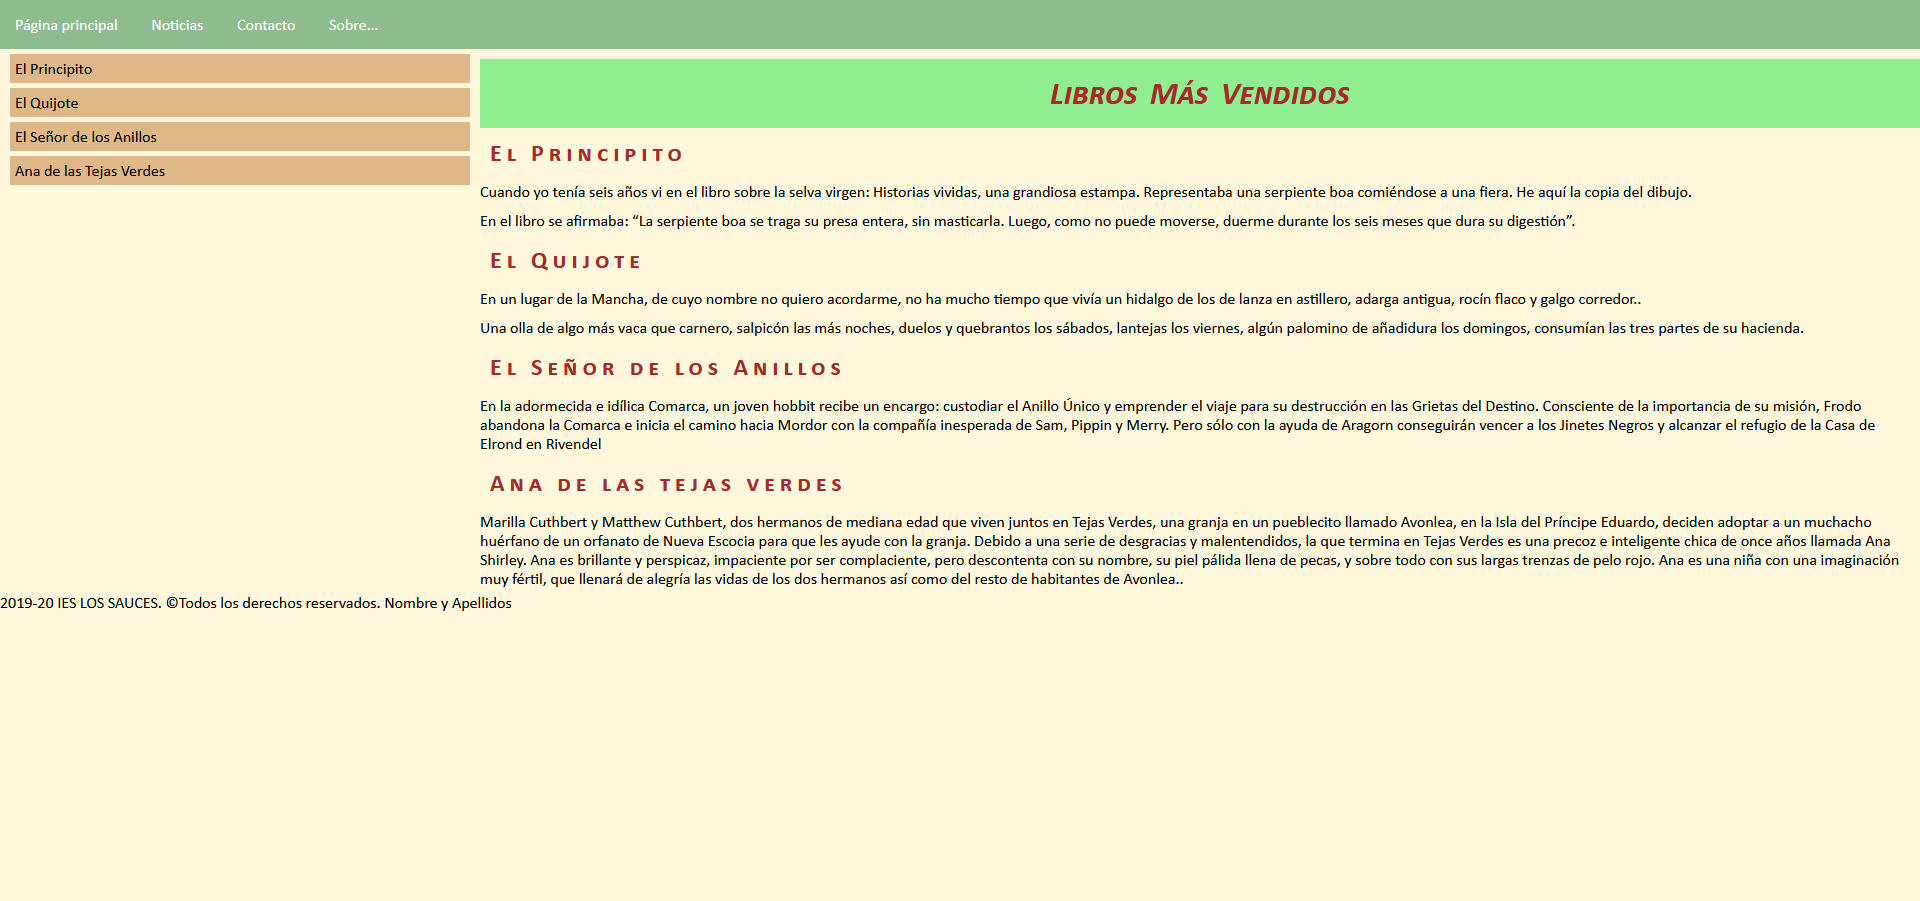 Página principal Noticias Contacto Sobre...
El Principito
El Quijote
El Señor de los Anillos
Ana de las Tejas Verdes
Libros Más Vendidos
El Principito
Cuando yo tenía seis años vi en el libro sobre la selva virgen: Historias vividas, una grandiosa estampa. Representaba una serpiente boa comiéndose a una fiera. He aquí la copia del dibujo.
En el libro se afirmaba: “La serpiente boa se traga su presa entera, sin masticarla. Luego, como no puede moverse, duerme durante los seis meses que dura su digestión”.
El Quijote
En un lugar de la Mancha, de cuyo nombre no quiero acordarme, no ha mucho tiempo que vivía un hidalgo de los de lanza en astillero, adarga antigua, rocín flaco y galgo corredor..
Una olla de algo más vaca que carnero, salpicón las más noches, duelos y quebrantos los sábados, lantejas los viernes, algún palomino de añadidura los domingos, consumían las tres partes de su hacienda.
El Señor de los Anillos
En la adormecida e idílica Comarca, un joven hobbit recibe un encargo: custodiar el Anillo Único y emprender el viaje para su destrucción en las Grietas del Destino. Consciente de la importancia de su misión, Frodo
abandona la Comarca e inicia el camino hacia Mordor con la compañía inesperada de Sam, Pippin y Merry. Pero sólo con la ayuda de Aragorn conseguirán vencer a los Jinetes Negros y alcanzar el refugio de la Casa de
Elrond en Rivendel
Ana de las tejas verdes
Marilla Cuthbert y Matthew Cuthbert, dos hermanos de mediana edad que viven juntos en Tejas Verdes, una granja en un pueblecito llamado Avonlea, en la Isla del Príncipe Eduardo, deciden adoptar a un muchacho
huérfano de un orfanato de Nueva Escocia para que les ayude con la granja. Debido a una serie de desgracias y malentendidos, la que termina en Tejas Verdes es una precoz e inteligente chica de once años llamada Ana
Shirley. Ana es brillante y perspicaz, impaciente por ser complaciente, pero descontenta con su nombre, su piel pálida llena de pecas, y sobre todo con sus largas trenzas de pelo rojo. Ana es una niña con una imaginación
muy fértil, que llenará de alegría las vidas de los dos hermanos así como del resto de habitantes de Avonlea..
2019-20 IES LOS SAUCES. ©Todos los derechos reservados. Nombre y Apellidos